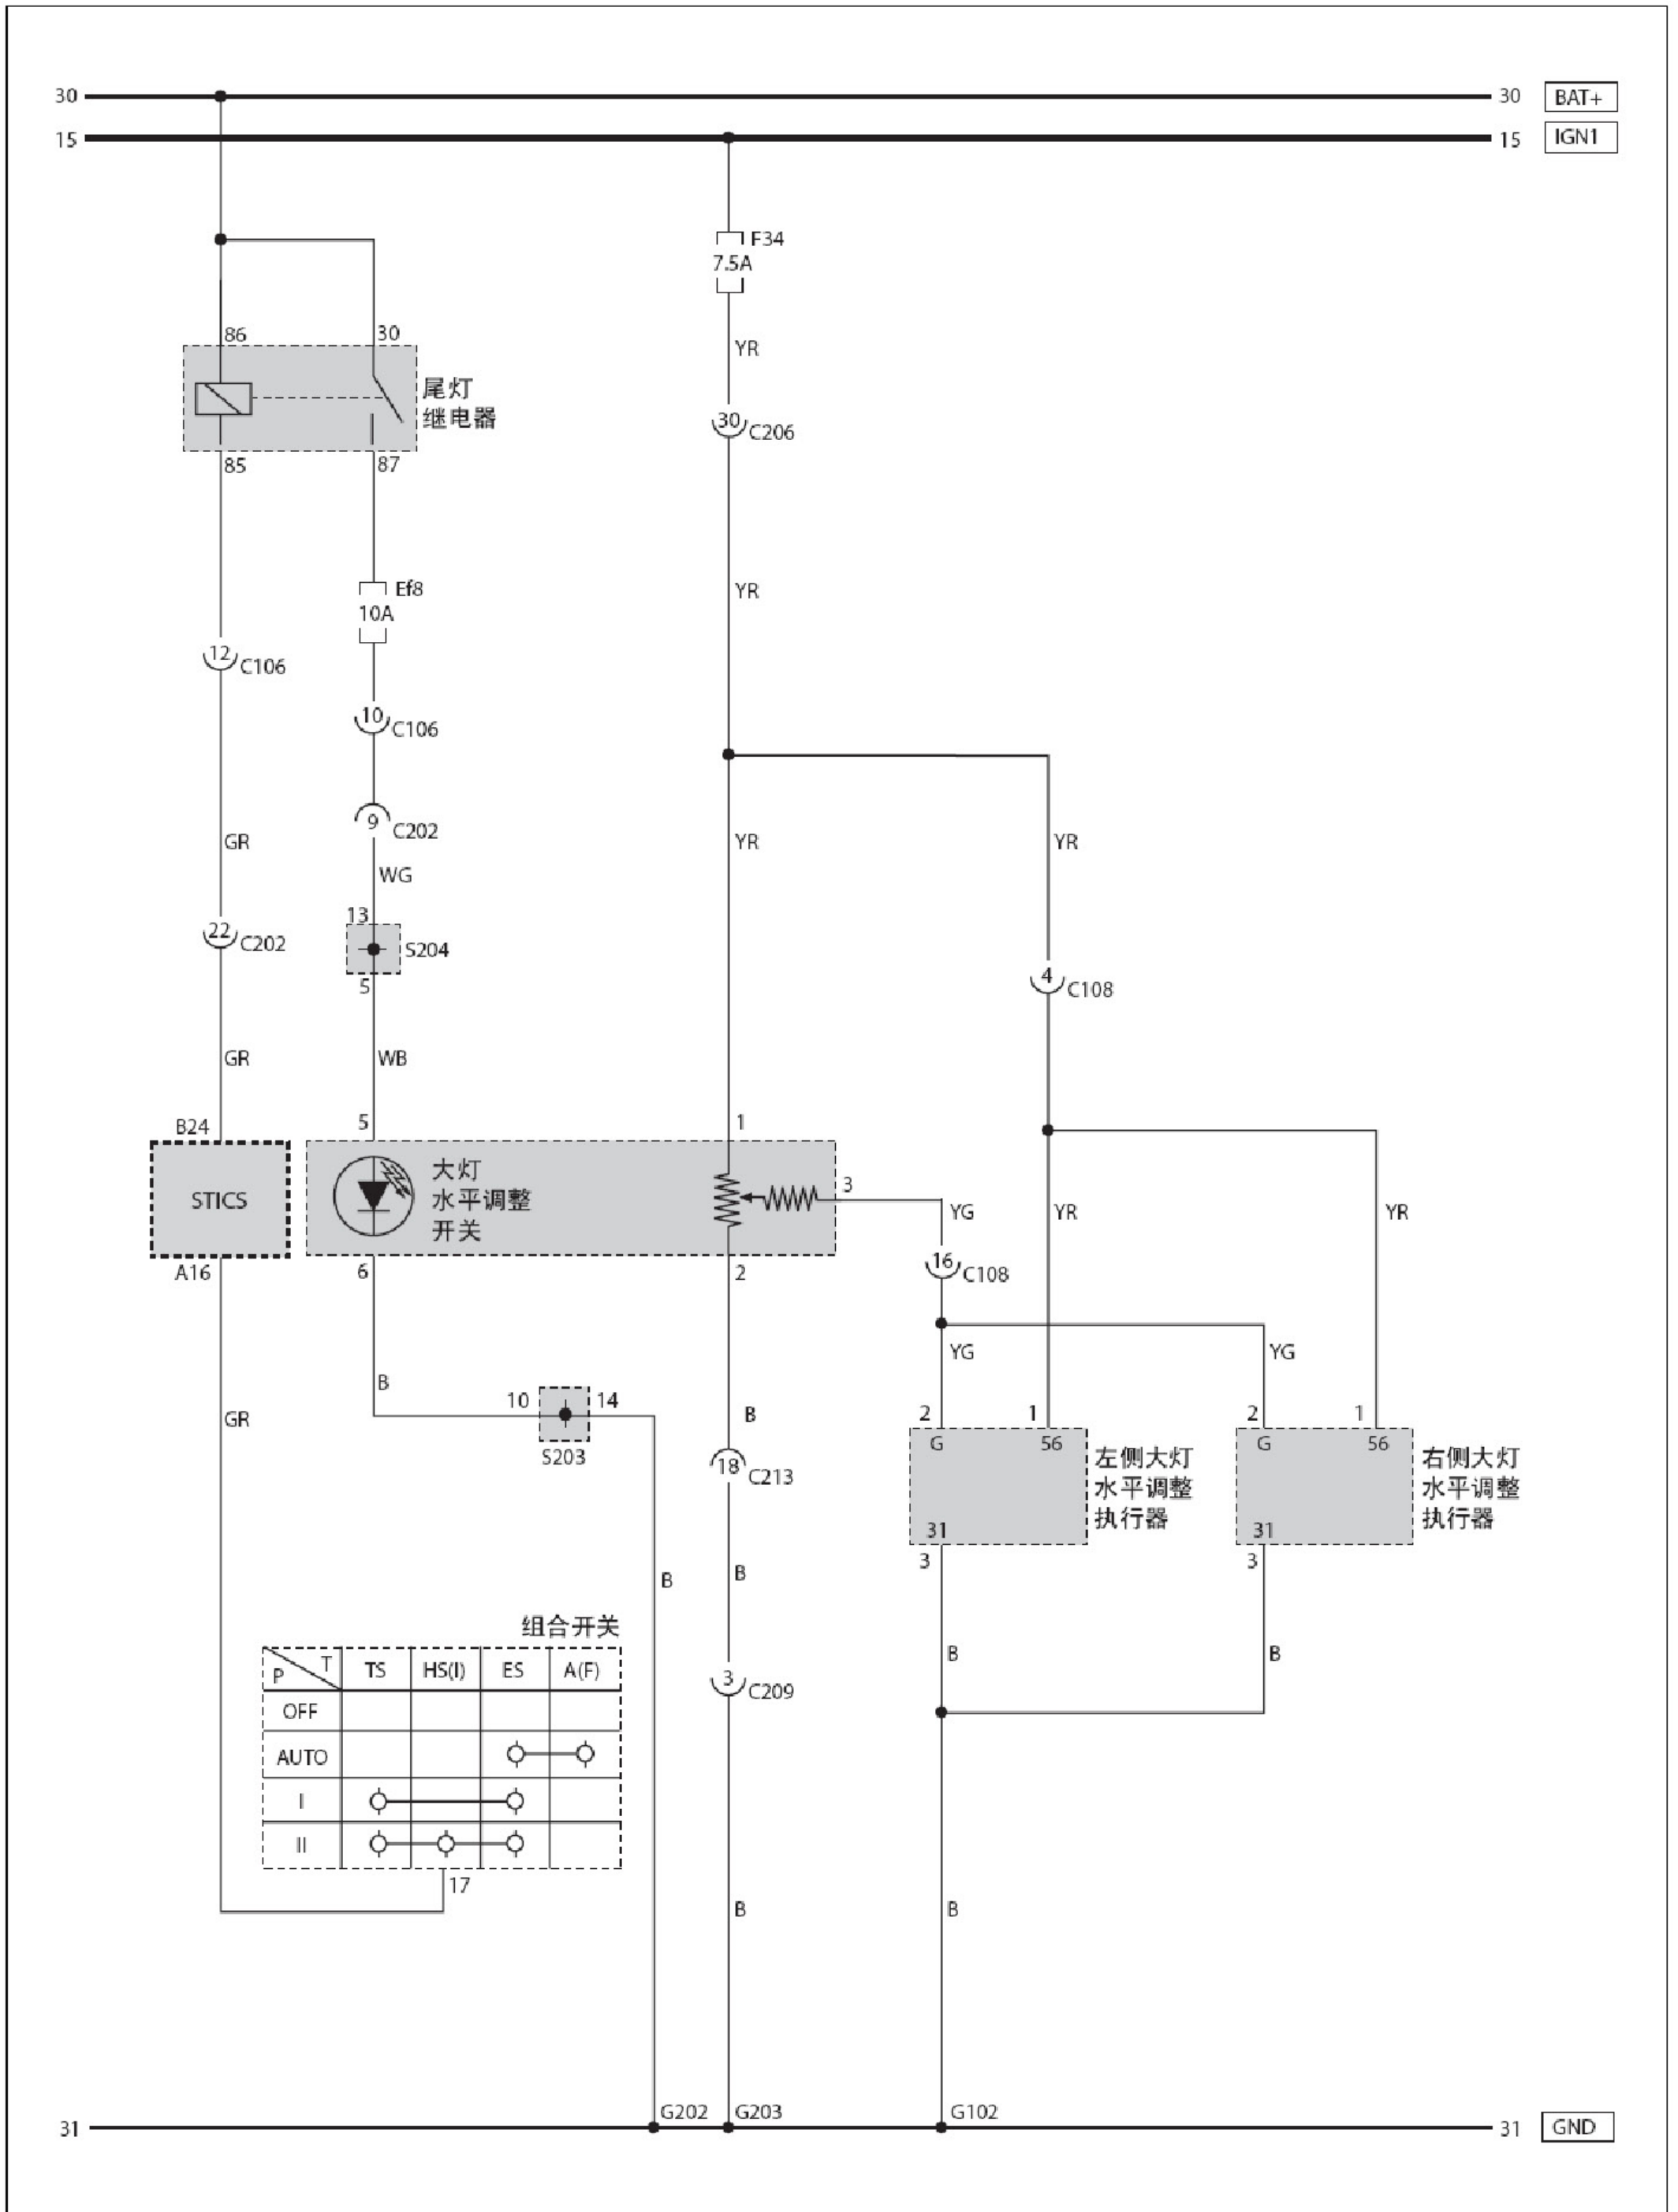 30
30
BAT+
15
15
IGN1
F34
7.5A
86
30
YR
尾灯
继电器
30
C206
85
87
Ef8
10A
YR
12
C106
10
C106
9
C202
GR
YR
YR
WG
13
22
C202
S204
5
4
C108
GR
WB
B24
5
1
STICS
大灯
水平调整
开关
3
YG
YR
YR
A16
6
2
16
C108
YG
YG
B
10
14
S203
GR
B
2
1
2
1
G
56
G
56
18
C213
左侧大灯
水平调整
执行器
右侧大灯
水平调整
执行器
31
31
3
3
B
B
组合开关
B
B
P
T
TS
HS(I)
ES
A(F)
3
C209
OFF
AUTO
I
II
17
B
B
G202
G203
G102
31
31
GND